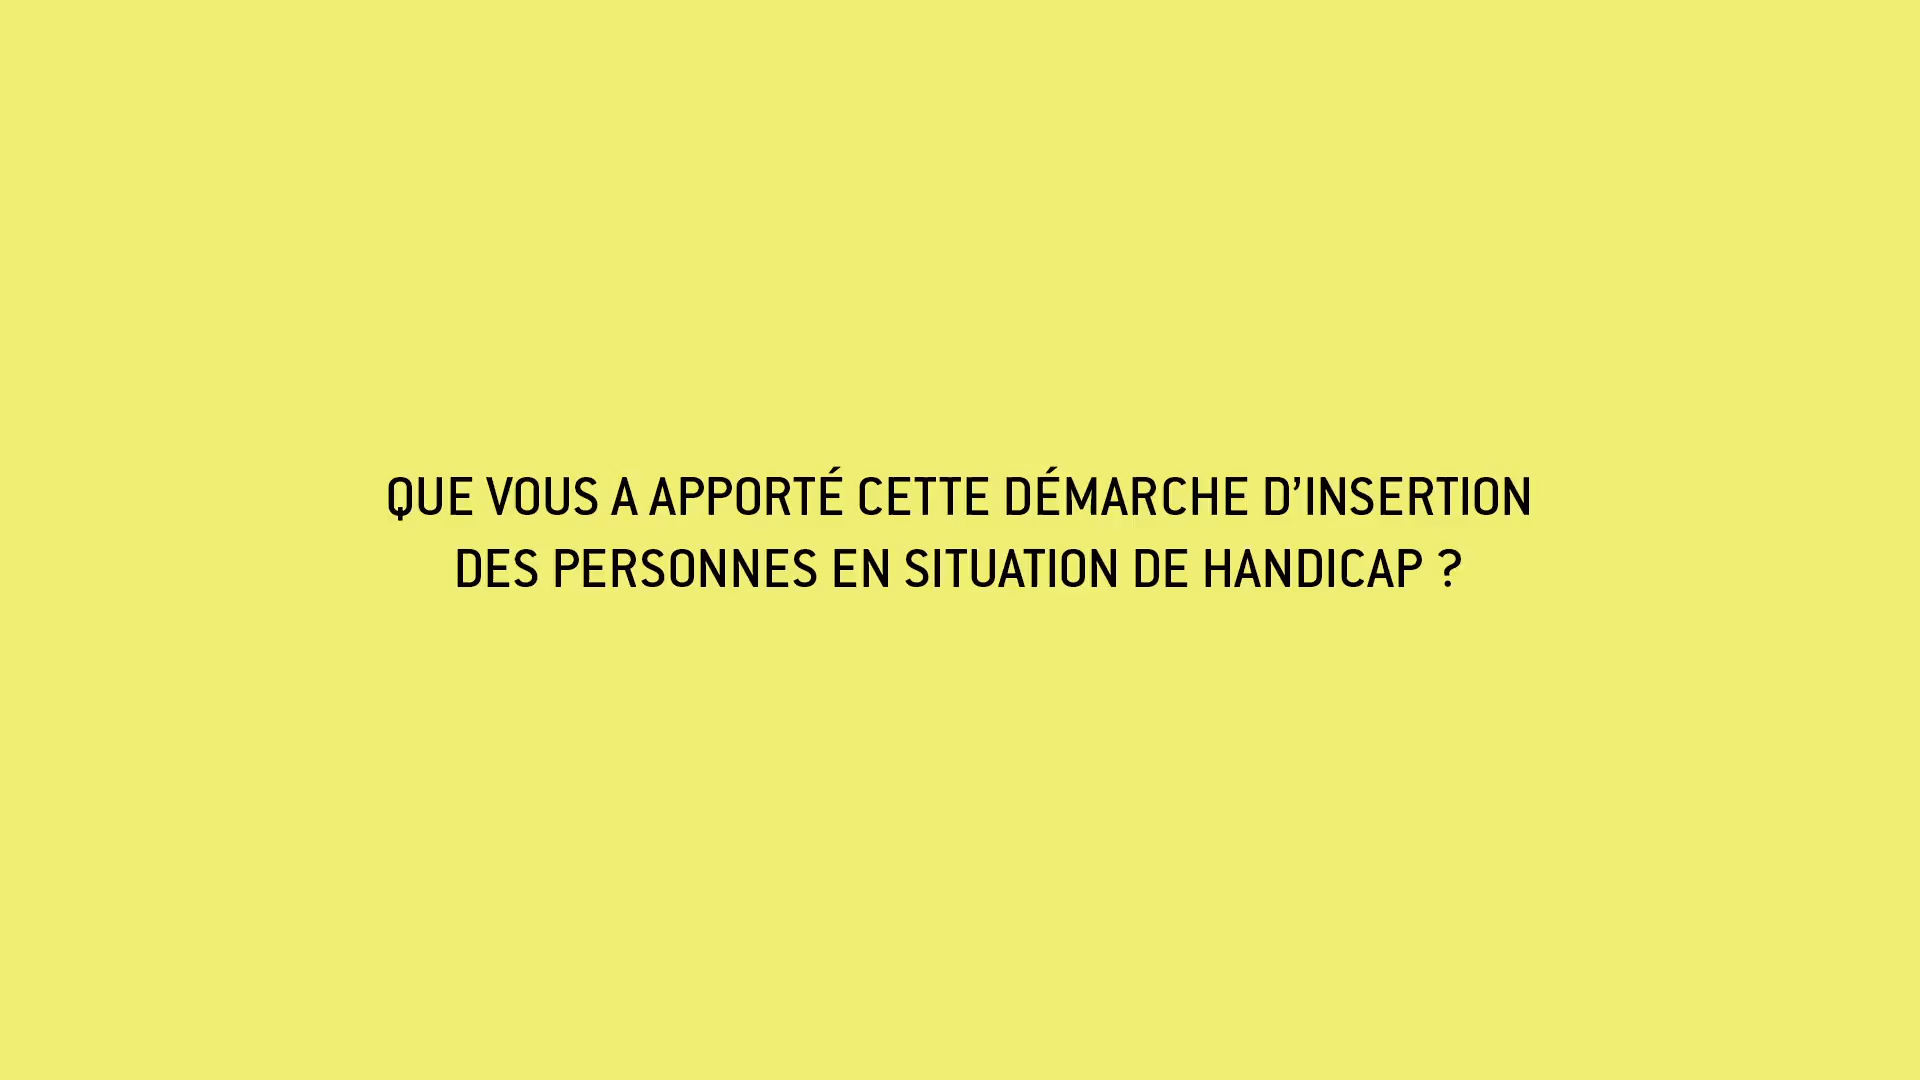 QUE VOUS A APPORTÉ CETTE DÉMARCHE D’INSERTION
DES PERSONNES EN SITUATION DE HANDICAP ?